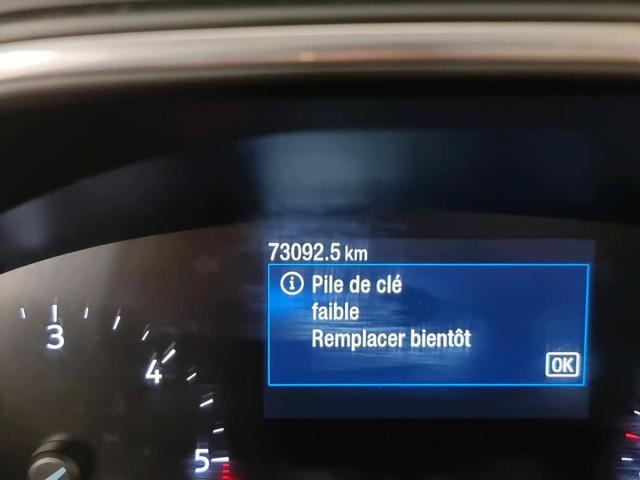 73092.5 km
Pile de clé
faible
Remplacer bientôt
OK
3
4
5